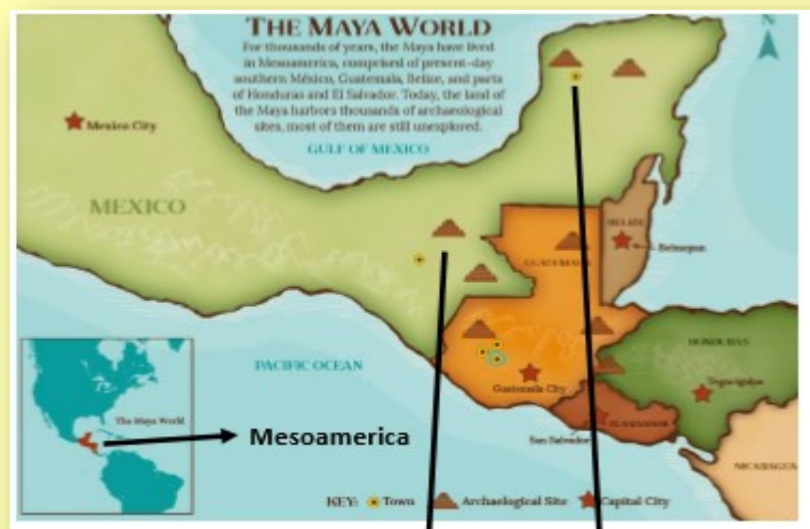 THE MAYA WORLD
For thousands of years, the Maya have lived
in Mesoamerica, comprised of present-day
southern México, Guatemala, Belize, and parts
of Honduras and El Salvador. Today, the land of
the Maya harbors thousands of archaeological
sites, most of them are still unexplored.
N
GULF OF MEXICO
Mexico City
MEXICO
BELIZE
Belmopan
GUATEMALA
PACIFIC OCEAN
HONDURAS
Tegucigalpa
Guatemala City
EL SALVADOR
San Salvador
NICARAGUA
The Maya World
Mesoamerica
KEY: Town Archaelogical Site Capital City